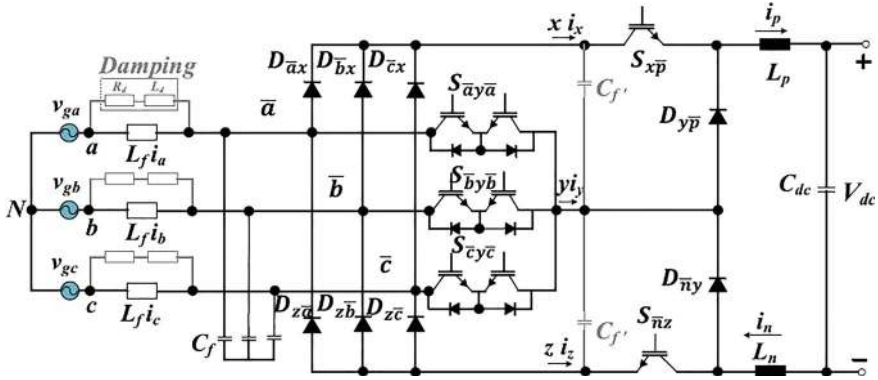 x i_x
i_p
S_x̄p̄
L_p
+
D_āx D_b̄x D_c̄x
Damping
R_d L_d
C_f'
S_āyā
v_ga
ā
a
L_f i_a
D_yp̄
v_gb
b̄
S_b̄yb̄
y i_y
C_dc
V_dc
N
b
L_f i_b
v_gc
c̄
S_c̄yc̄
D_n̄y
c
L_f i_c
D_zā D_zb̄ D_zc̄
C_f
C_f'
S_n̄z
i_n
z i_z
L_n
−